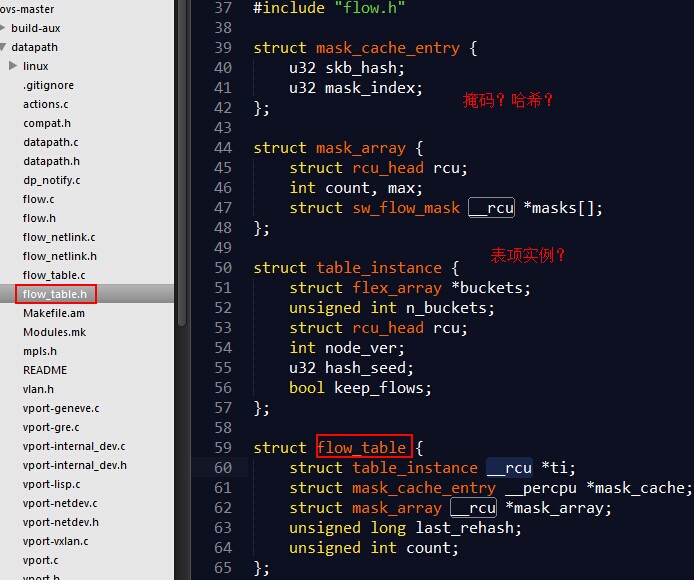 ovs-master
build-aux
datapath
linux
.gitignore
actions.c
compat.h
datapath.c
datapath.h
dp_notify.c
flow.c
flow.h
flow_netlink.c
flow_netlink.h
flow_table.c
flow_table.h
Makefile.am
Modules.mk
mpls.h
README
vlan.h
vport-geneve.c
vport-gre.c
vport-internal_dev.c
vport-internal_dev.h
vport-lisp.c
vport-netdev.c
vport-netdev.h
vport-vxlan.c
vport.c
vport.h
37 #include "flow.h"
38
39 struct mask_cache_entry {
40     u32 skb_hash;
41     u32 mask_index;
掩码？哈希？
42 };
43
44 struct mask_array {
45     struct rcu_head rcu;
46     int count, max;
47     struct sw_flow_mask __rcu *masks[];
48 };
49
表项实例？
50 struct table_instance {
51     struct flex_array *buckets;
52     unsigned int n_buckets;
53     struct rcu_head rcu;
54     int node_ver;
55     u32 hash_seed;
56     bool keep_flows;
57 };
58
59 struct flow_table {
60     struct table_instance __rcu *ti;
61     struct mask_cache_entry __percpu *mask_cache;
62     struct mask_array __rcu *mask_array;
63     unsigned long last_rehash;
64     unsigned int count;
65 };